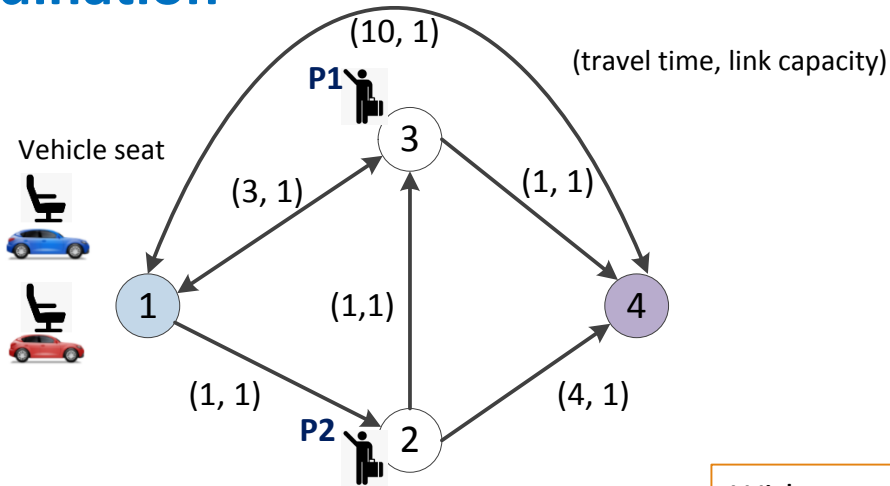 (10, 1)
(travel time, link capacity)
P1
3
Vehicle seat
(3, 1)
(1, 1)
1
(1,1)
4
(1, 1)
(4, 1)
P2
2